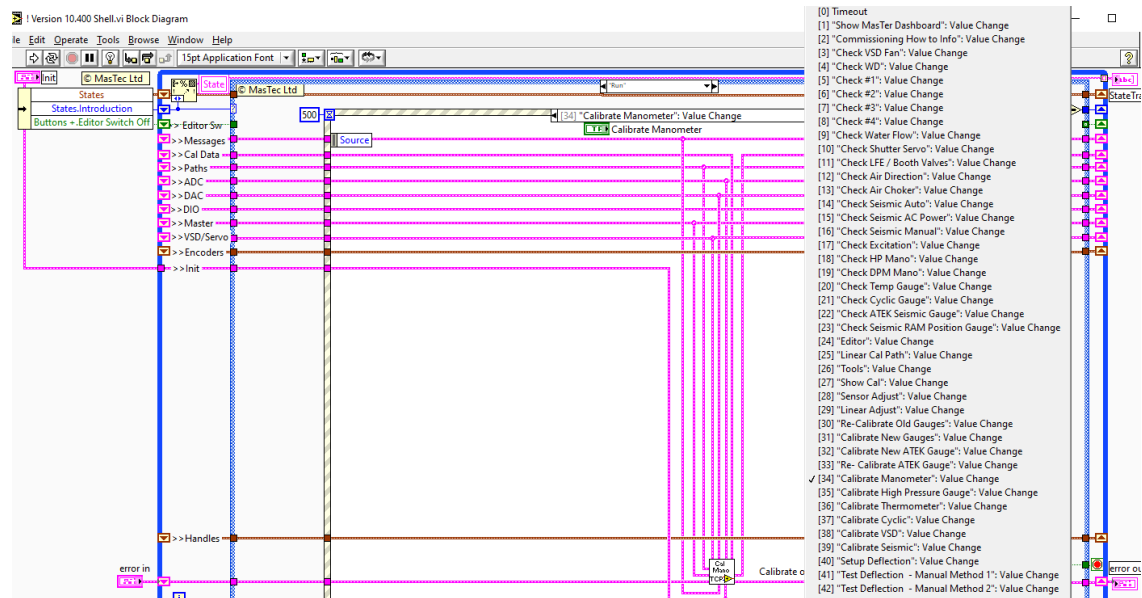 ! Version 10.400 Shell.vi Block Diagram
le Edit Operate Tools Browse Window Help
15pt Application Font
?
Init
© MasTec Ltd
States
States.Introduction
Buttons +.Editor Switch Off
State
© MasTec Ltd
"Run"
abc
StateTra
500
[34] "Calibrate Manometer": Value Change
TF
Calibrate Manometer
Source
>> Editor Sw
>>Messages
>>Cal Data
>>Paths
>>ADC
>>DAC
>>DIO
>>Master
>>VSD/Servo
>>Encoders
>>Init
>>Handles
error in
Cal
Mano
TCP
Calibrate o
error ou
i
[0] Timeout
[1] "Show MasTer Dashboard": Value Change
[2] "Commissioning How to Info": Value Change
[3] "Check VSD Fan": Value Change
[4] "Check WD": Value Change
[5] "Check #1": Value Change
[6] "Check #2": Value Change
[7] "Check #3": Value Change
[8] "Check #4": Value Change
[9] "Check Water Flow": Value Change
[10] "Check Shutter Servo": Value Change
[11] "Check LFE / Booth Valves": Value Change
[12] "Check Air Direction": Value Change
[13] "Check Air Choker": Value Change
[14] "Check Seismic Auto": Value Change
[15] "Check Seismic AC Power": Value Change
[16] "Check Seismic Manual": Value Change
[17] "Check Excitation": Value Change
[18] "Check HP Mano": Value Change
[19] "Check DPM Mano": Value Change
[20] "Check Temp Gauge": Value Change
[21] "Check Cyclic Gauge": Value Change
[22] "Check ATEK Seismic Gauge": Value Change
[23] "Check Seismic RAM Position Gauge": Value Change
[24] "Editor": Value Change
[25] "Linear Cal Path": Value Change
[26] "Tools": Value Change
[27] "Show Cal": Value Change
[28] "Sensor Adjust": Value Change
[29] "Linear Adjust": Value Change
[30] "Re-Calibrate Old Gauges": Value Change
[31] "Calibrate New Gauges": Value Change
[32] "Calibrate New ATEK Gauge": Value Change
[33] "Re- Calibrate ATEK Gauge": Value Change
✓ [34] "Calibrate Manometer": Value Change
[35] "Calibrate High Pressure Gauge": Value Change
[36] "Calibrate Thermometer": Value Change
[37] "Calibrate Cyclic": Value Change
[38] "Calibrate VSD": Value Change
[39] "Calibrate Seismic": Value Change
[40] "Setup Deflection": Value Change
[41] "Test Deflection - Manual Method 1": Value Change
[42] "Test Deflection - Manual Method 2": Value Change